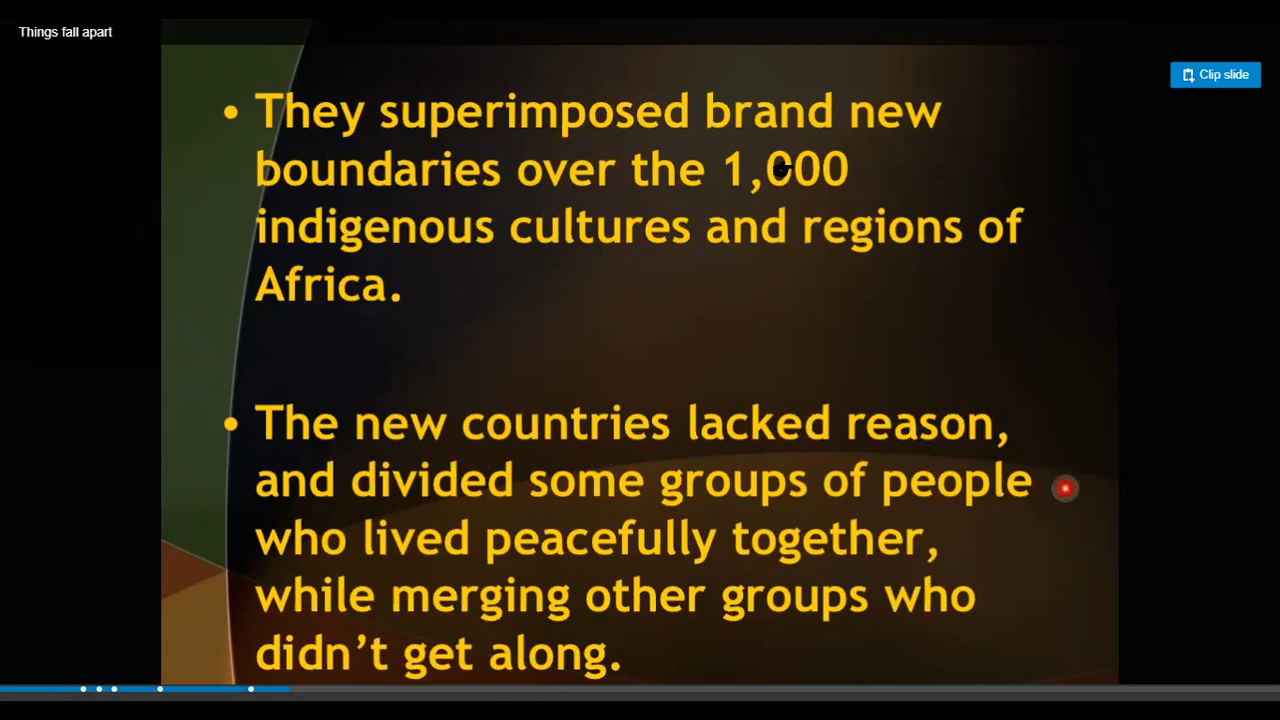 Things fall apart
Clip slide
• They superimposed brand new
boundaries over the 1,000
indigenous cultures and regions of
Africa.
• The new countries lacked reason,
and divided some groups of people
who lived peacefully together,
while merging other groups who
didn’t get along.